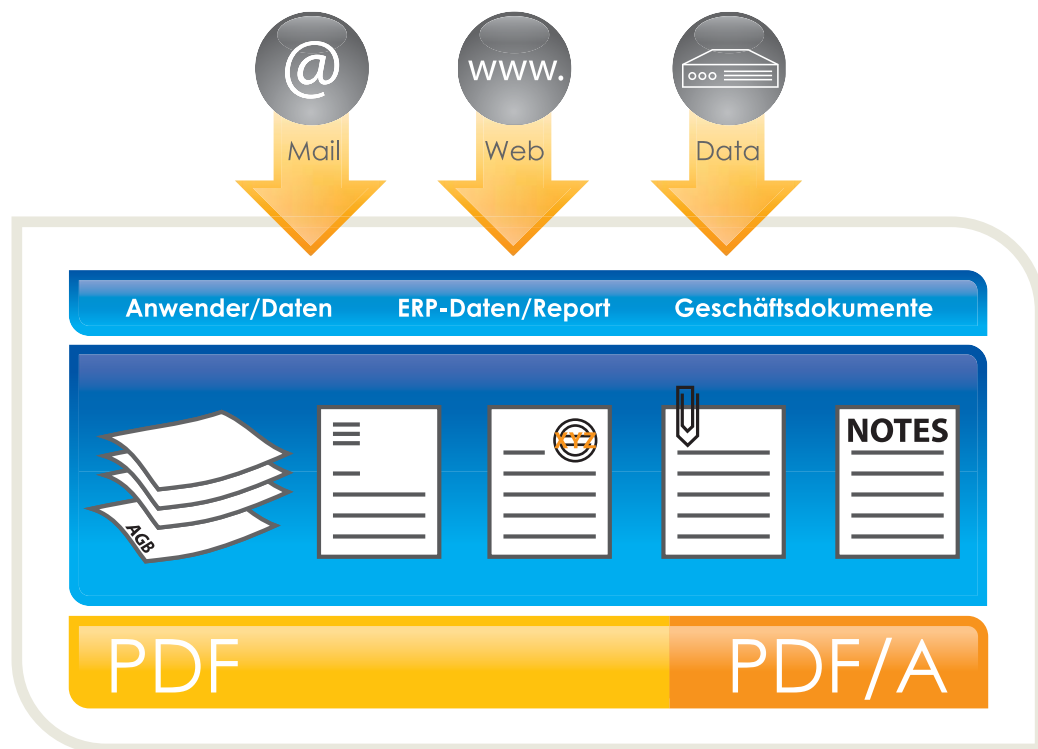 @
www.
Mail
Web
Data
Anwender/Daten
ERP-Daten/Report
Geschäftsdokumente
AGB
XYZ
NOTES
PDF
PDF/A